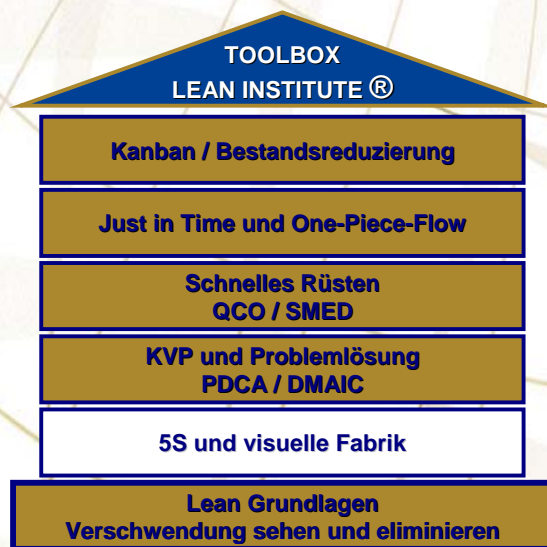 TOOLBOX
LEAN INSTITUTE ®
Kanban / Bestandsreduzierung
Just in Time und One-Piece-Flow
Schnelles Rüsten
QCO / SMED
KVP und Problemlösung
PDCA / DMAIC
5S und visuelle Fabrik
Lean Grundlagen
Verschwendung sehen und eliminieren